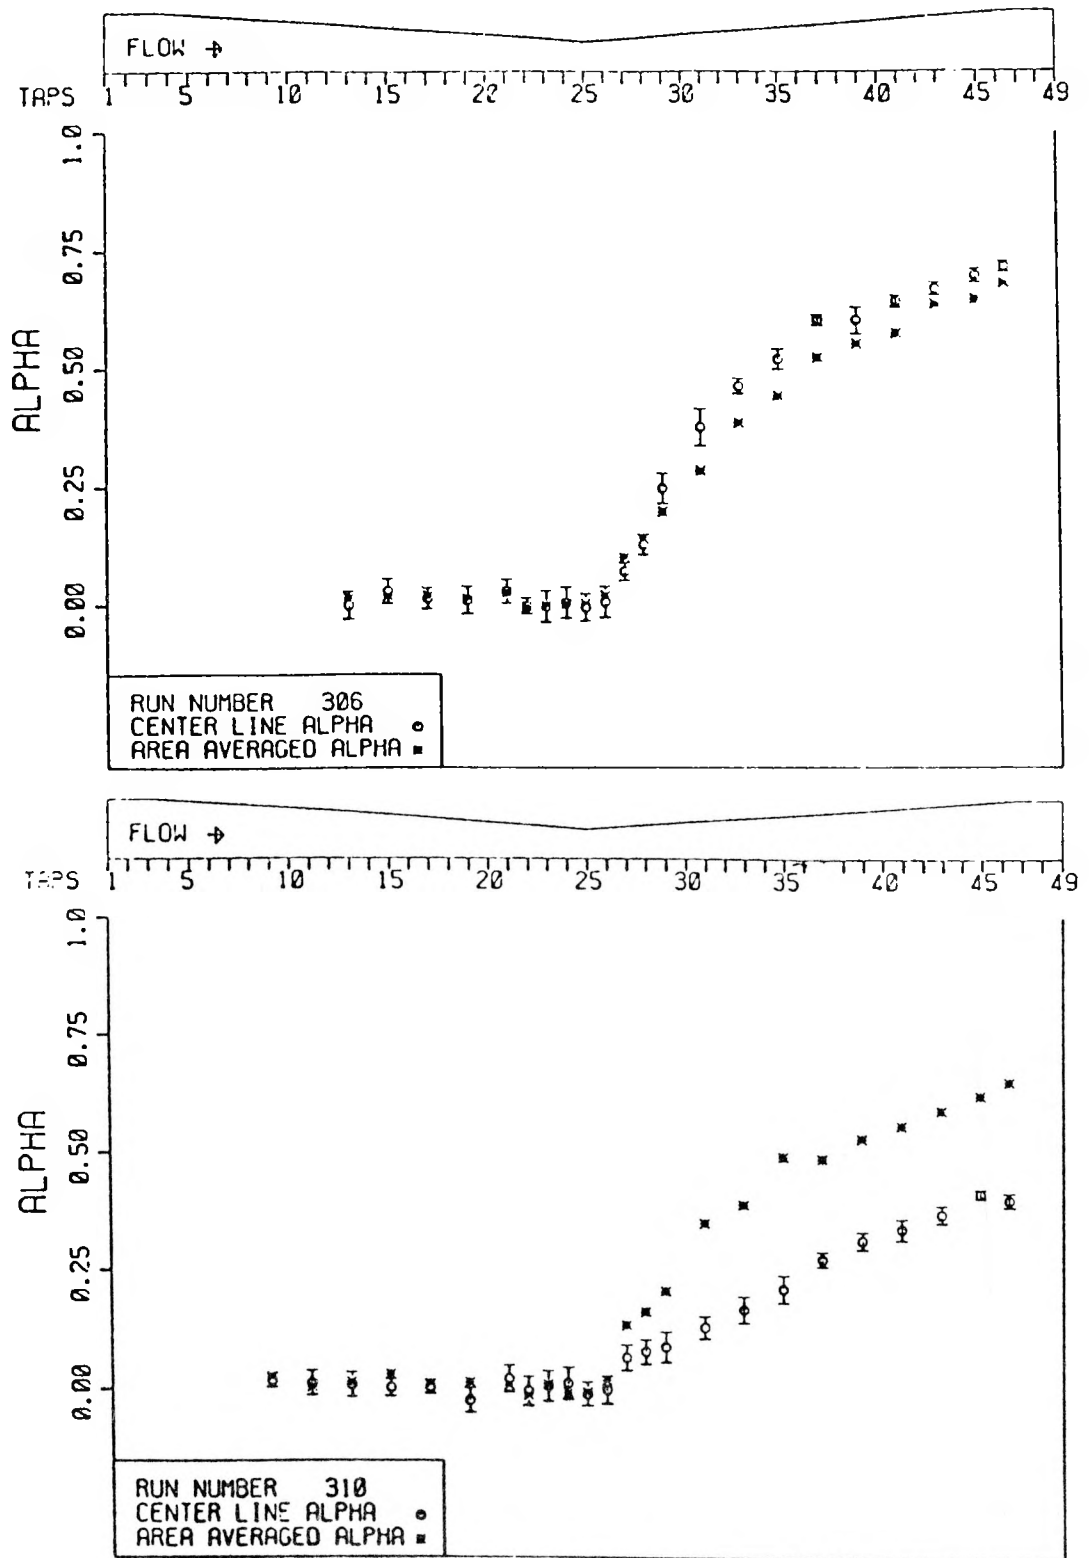 FLOW
TAPS 1 5 10 15 20 25 30 35 40 45 49
1.0
0.75
0.50
0.25
0.00
ALPHA
RUN NUMBER 306
CENTER LINE ALPHA
AREA AVERAGED ALPHA
FLOW
TAPS 1 5 10 15 20 25 30 35 40 45 49
1.0
0.75
0.50
0.25
0.00
ALPHA
RUN NUMBER 310
CENTER LINE ALPHA
AREA AVERAGED ALPHA